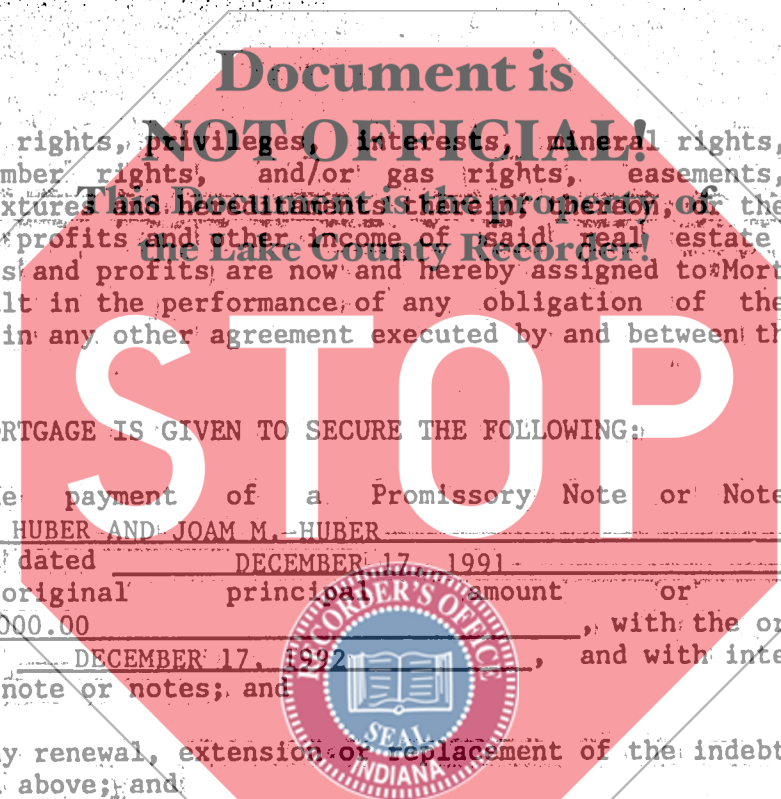 Document is
NOT OFFICIAL!
This Document is the property of
the Lake County Recorder!
rights, privileges, interests, mineral rights,
mber rights, and/or gas rights, easements,
xtures and hereditaments therein, thereby, or the
profits and other income of said real estate
s and profits are now and hereby assigned to Mort
lt in the performance of any obligation of the
in any other agreement executed by and between th
STOP
RTGAGE IS GIVEN TO SECURE THE FOLLOWING:
e payment of a Promissory Note or Note
HUBER AND JOAM M. HUBER
dated DECEMBER 17, 1991
original principal amount or
000.00 , with the or
DECEMBER 17, 1992 , and with inte
note or notes; and
y renewal, extension or replacement of the indebt
above; and
RECORDER'S OFFICE
SEAL
INDIANA